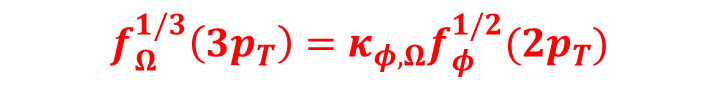 f_Ω^{1/3}(3p_T) = κ_{ϕ,Ω} f_ϕ^{1/2}(2p_T)